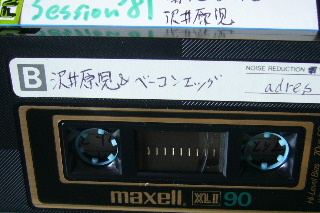 Session '81
沢井原児
B 沢井原児&ベーコンエッグ
NOISE REDUCTION
adres
maxell XLII 90